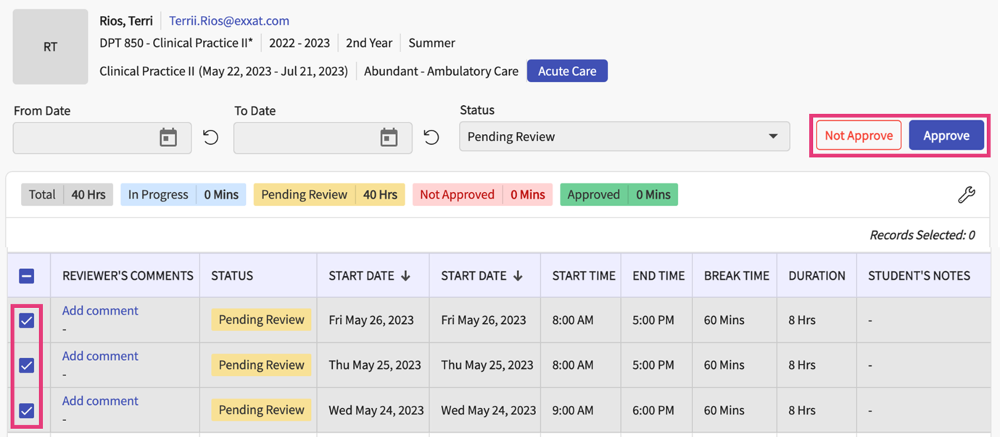 RT
Rios, Terri Terrii.Rios@exxat.com
DPT 850 - Clinical Practice II* 2022 - 2023 2nd Year Summer
Clinical Practice II (May 22, 2023 - Jul 21, 2023) Abundant - Ambulatory Care Acute Care
From Date To Date Status
Pending Review Not Approve Approve
Total 40 Hrs In Progress 0 Mins Pending Review 40 Hrs Not Approved 0 Mins Approved 0 Mins
Records Selected: 0
REVIEWER'S COMMENTS STATUS START DATE START DATE START TIME END TIME BREAK TIME DURATION STUDENT'S NOTES
Add comment
- Pending Review Fri May 26, 2023 Fri May 26, 2023 8:00 AM 5:00 PM 60 Mins 8 Hrs -
Add comment
- Pending Review Thu May 25, 2023 Thu May 25, 2023 8:00 AM 5:00 PM 60 Mins 8 Hrs -
Add comment
- Pending Review Wed May 24, 2023 Wed May 24, 2023 9:00 AM 6:00 PM 60 Mins 8 Hrs -